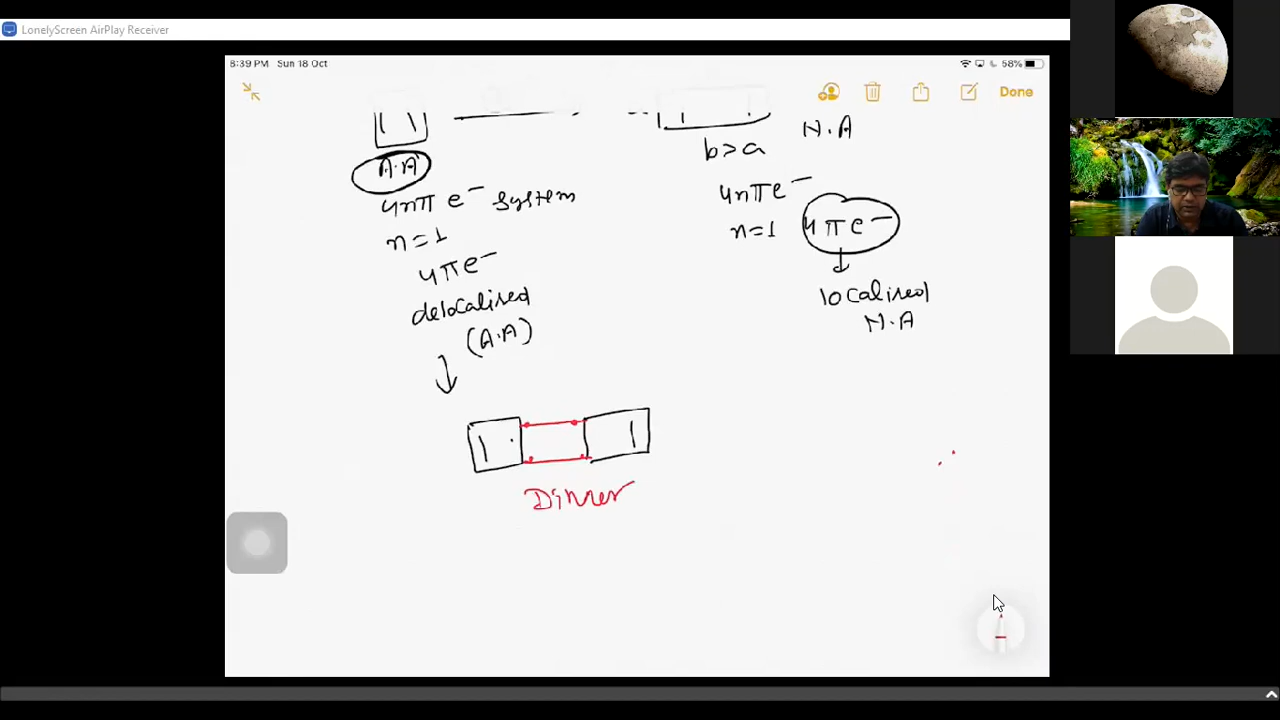 LonelyScreen AirPlay Receiver
8:39 PM Sun 18 Oct
58%
Done
A.A
4nπ e⁻ system
n=1
4πe⁻
delocalised
(A.A)
N.A
b>a
4nπe⁻
n=1 4πe⁻
localised
N.A
Dimer